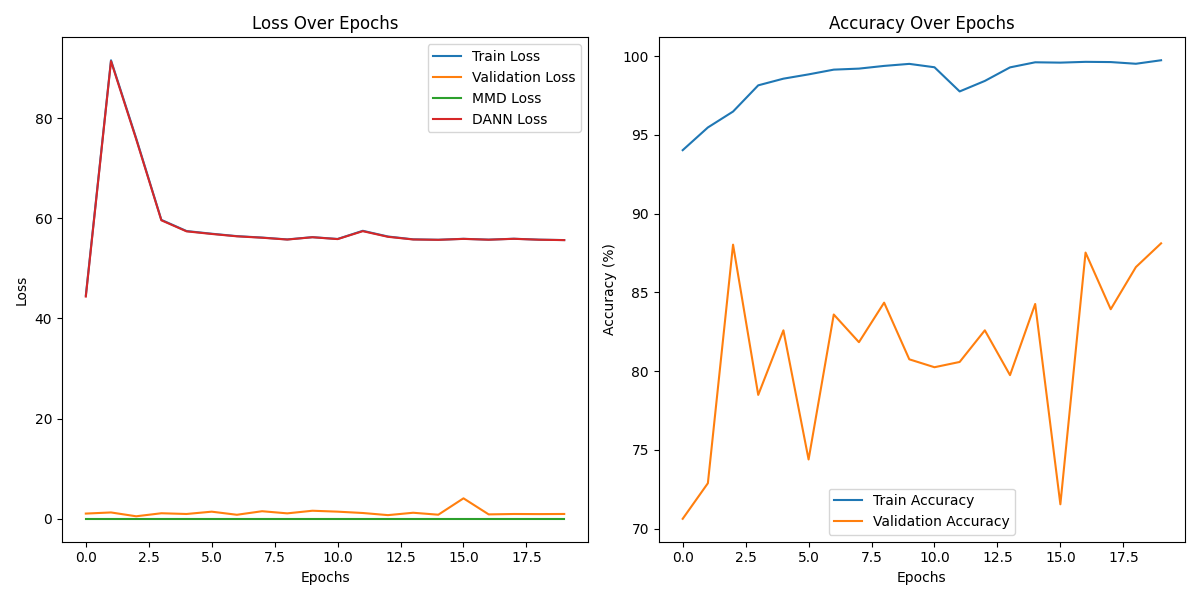 Loss Over Epochs
Train Loss
Validation Loss
MMD Loss
DANN Loss
80
60
40
20
0
Loss
0.0 2.5 5.0 7.5 10.0 12.5 15.0 17.5
Epochs
Accuracy Over Epochs
100
95
90
85
80
75
70
Accuracy (%)
Train Accuracy
Validation Accuracy
0.0 2.5 5.0 7.5 10.0 12.5 15.0 17.5
Epochs